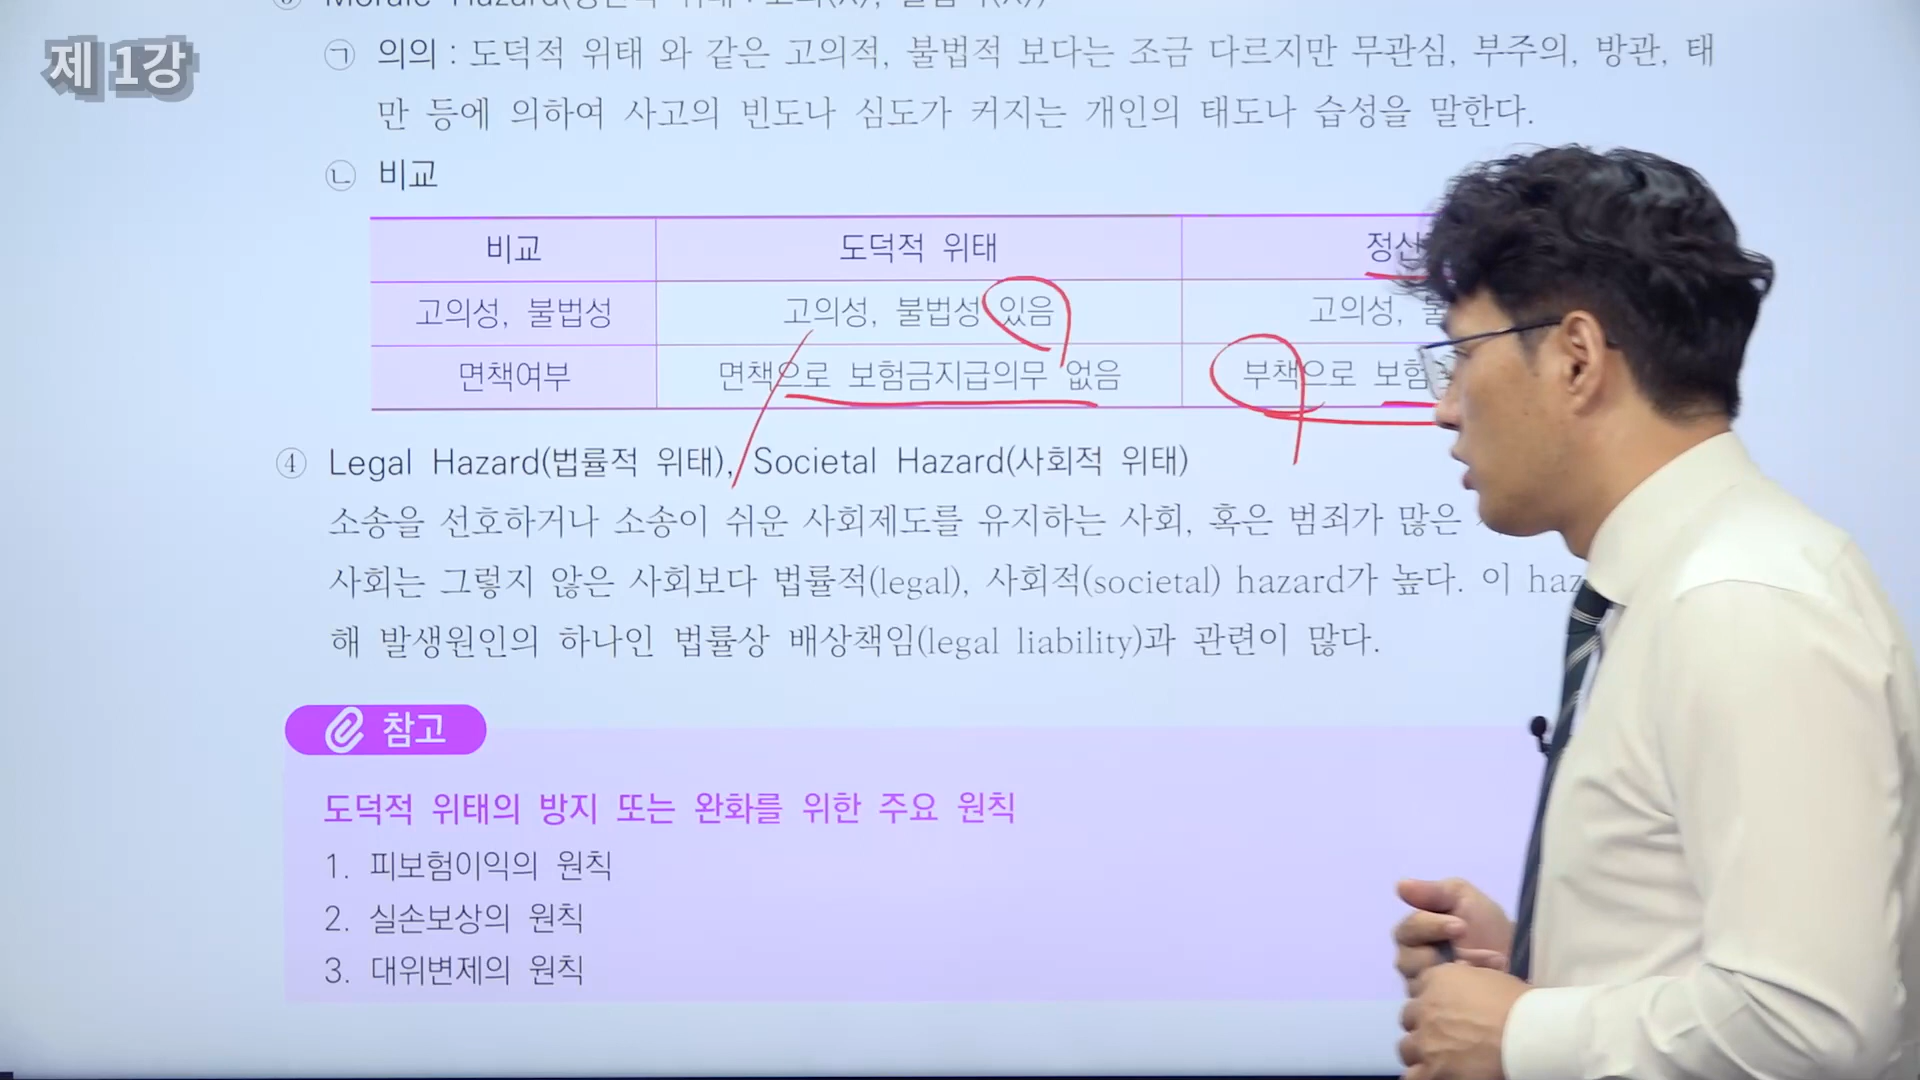 제 1강
㉠ 의의 : 도덕적 위태 와 같은 고의적, 불법적 보다는 조금 다르지만 무관심, 부주의, 방관, 태
만 등에 의하여 사고의 빈도나 심도가 커지는 개인의 태도나 습성을 말한다.
㉡ 비교
비교 도덕적 위태
고의성, 불법성 고의성, 불법성 있음 고의성,
면책여부 면책으로 보험금지급의무 없음 부책으로
④ Legal Hazard(법률적 위태), Societal Hazard(사회적 위태)
소송을 선호하거나 소송이 쉬운 사회제도를 유지하는 사회, 혹은 범죄가 많은
사회는 그렇지 않은 사회보다 법률적(legal), 사회적(societal) hazard가 높다. 이
해 발생원인의 하나인 법률상 배상책임(legal liability)과 관련이 많다.
참고
도덕적 위태의 방지 또는 완화를 위한 주요 원칙
1. 피보험이익의 원칙
2. 실손보상의 원칙
3. 대위변제의 원칙